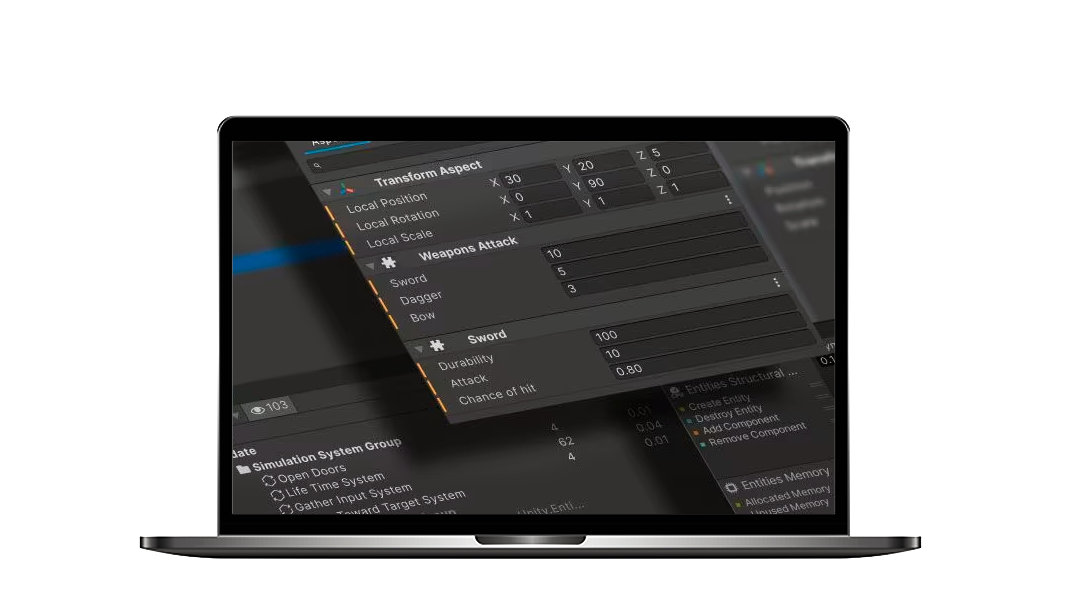 Transform Aspect
Local Position X 30 Y 20 Z 5
Local Rotation X 0 Y 90 Z 0
Local Scale X 1 Y 1 Z 1
Weapons Attack
Sword 10
Dagger 5
Bow 3
Sword
Durability 100
Attack 10
Chance of hit 0.80
103
Simulation System Group
Open Doors 4
Life Time System 62
Gather Input System 4
Toward Target System
0.01
0.04
0.01
Unity.Enti...
Entities Structural ...
Create Entity
Destroy Entity
Add Component
Remove Component
Entities Memory
Allocated Memory
Unused Memory
Position
Rotation
Scale